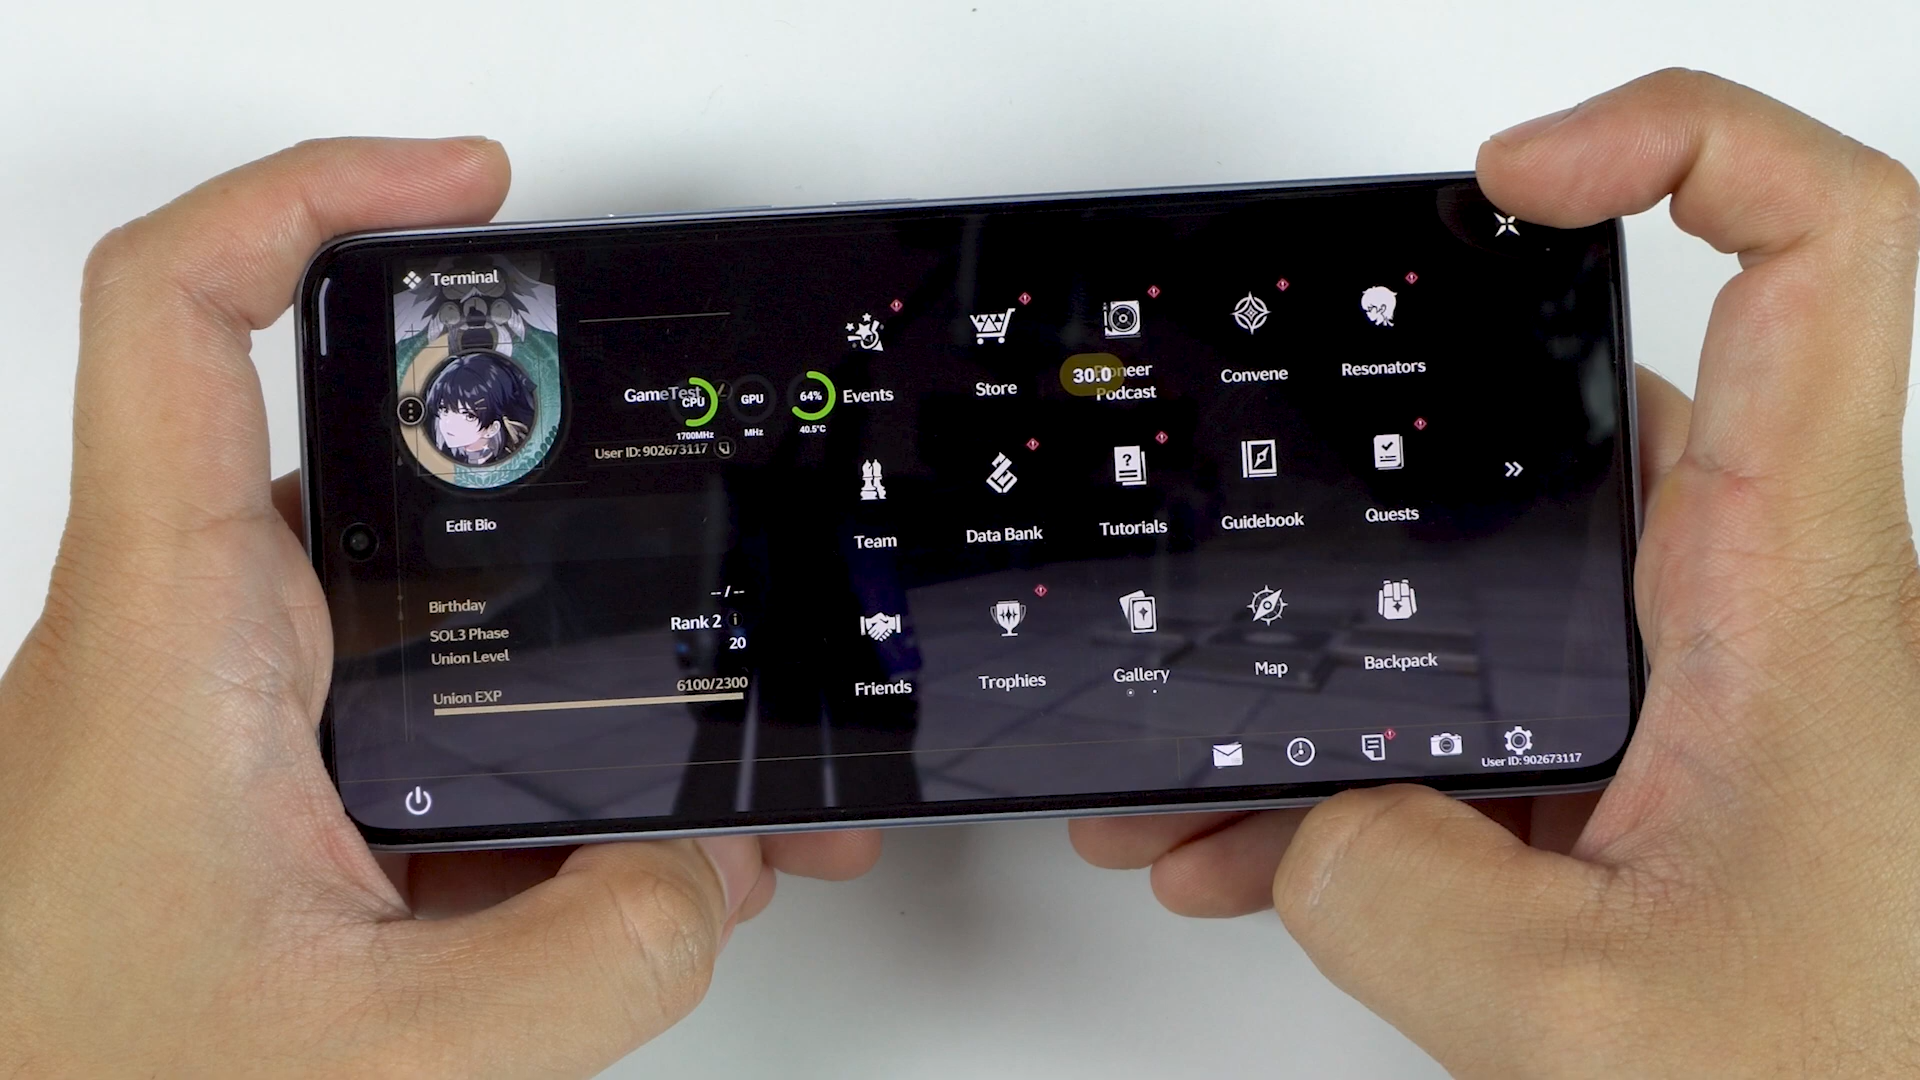 Terminal
GameTest
CPU
1700MHz
GPU
MHz
64%
40.5°C
User ID: 902673117
Edit Bio
Birthday
-- / --
SOL3 Phase
Rank 2
Union Level
20
Union EXP
6100/2300
Events
Store
30.0
Podcast
Convene
Resonators
Team
Data Bank
Tutorials
Guidebook
Quests
Friends
Trophies
Gallery
Map
Backpack
User ID: 902673117